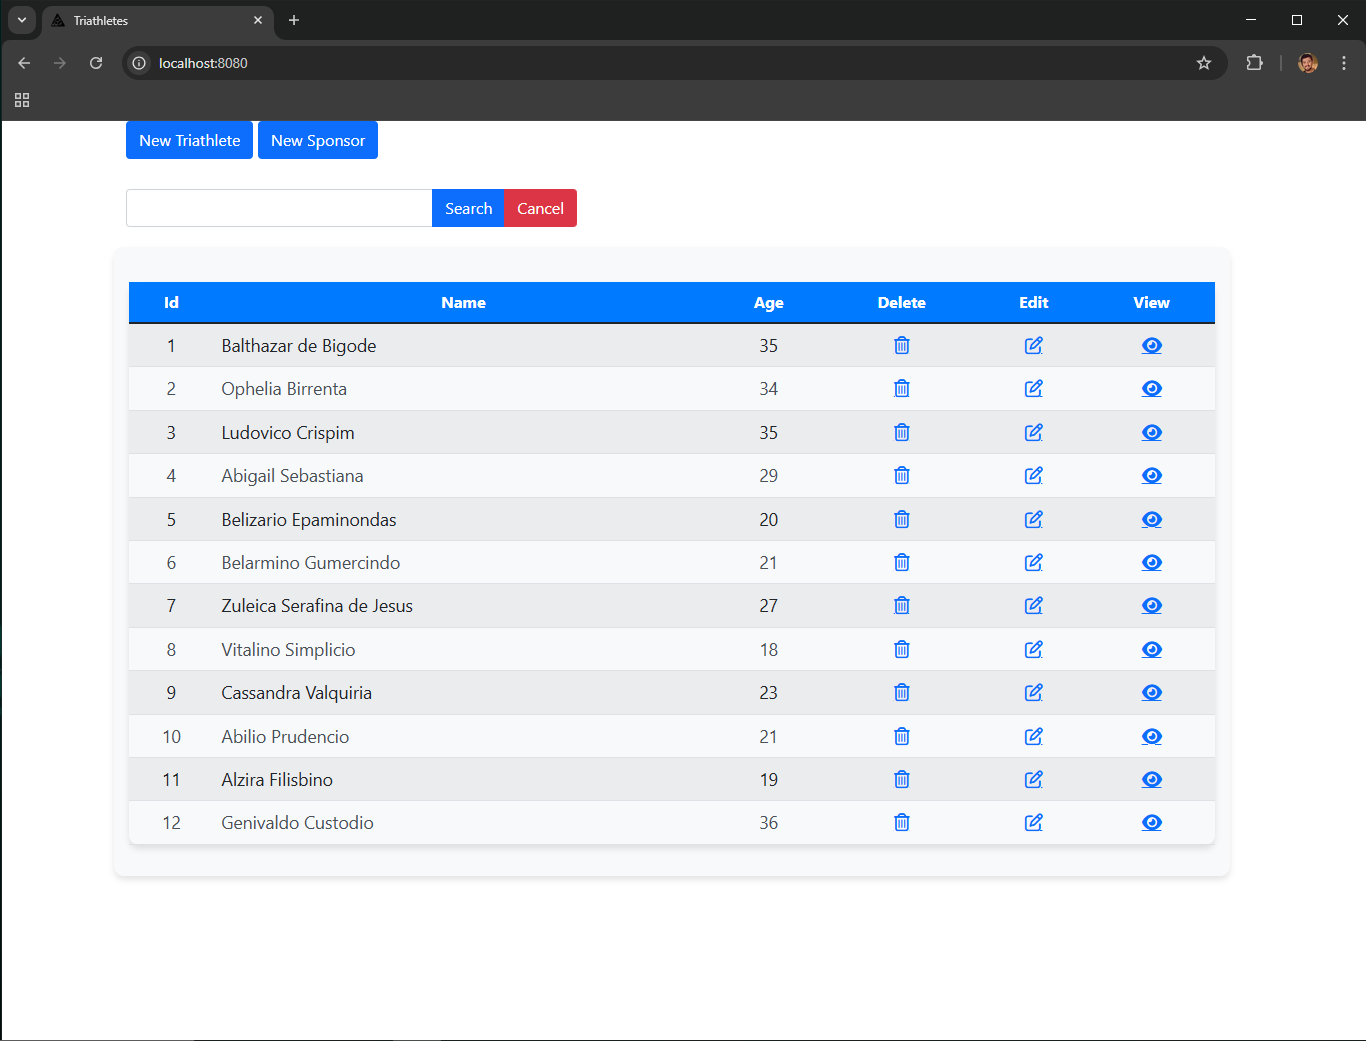 Triathletes
localhost:8080
New Triathlete New Sponsor
Search Cancel
Id Name Age Delete Edit View
1 Balthazar de Bigode 35
2 Ophelia Birrenta 34
3 Ludovico Crispim 35
4 Abigail Sebastiana 29
5 Belizario Epaminondas 20
6 Belarmino Gumercindo 21
7 Zuleica Serafina de Jesus 27
8 Vitalino Simplicio 18
9 Cassandra Valquiria 23
10 Abilio Prudencio 21
11 Alzira Filisbino 19
12 Genivaldo Custodio 36